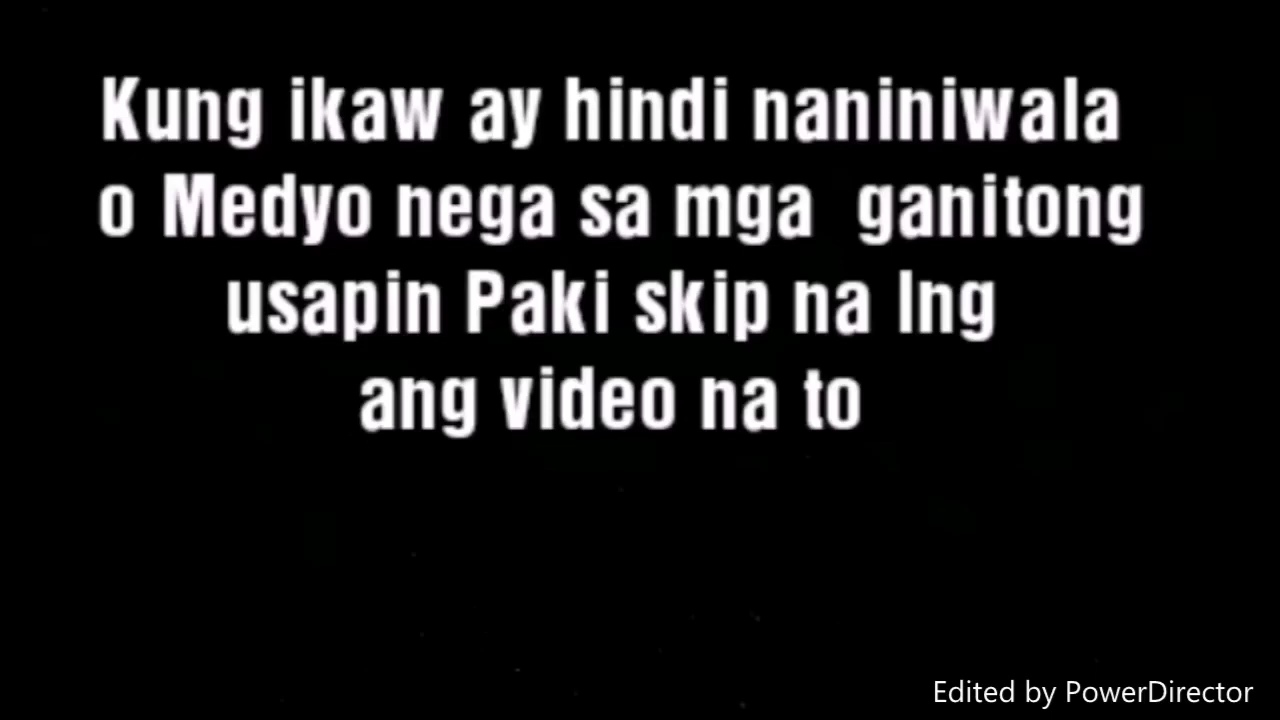 Kung ikaw ay hindi naniniwala
o Medyo nega sa mga ganitong
usapin Paki skip na lng
ang video na to
Edited by PowerDirector